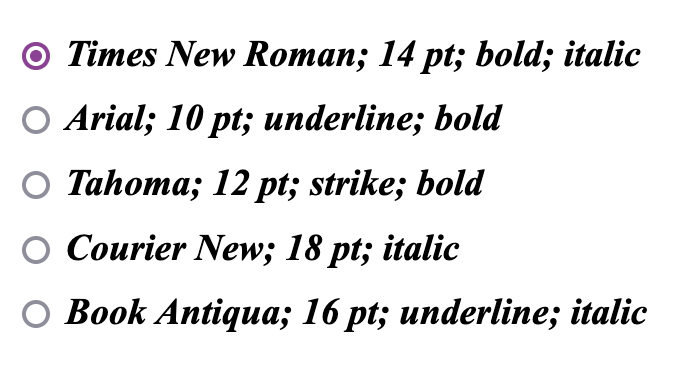 Times New Roman; 14 pt; bold; italic
Arial; 10 pt; underline; bold
Tahoma; 12 pt; strike; bold
Courier New; 18 pt; italic
Book Antiqua; 16 pt; underline; italic